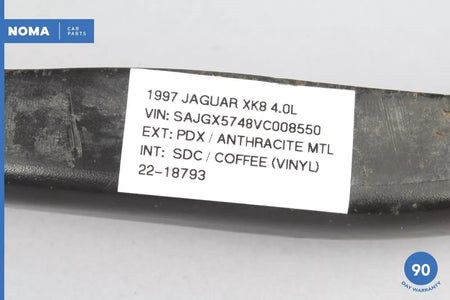 NOMA CAR
PARTS
1997 JAGUAR XK8 4.0L
VIN: SAJGX5748VC008550
EXT: PDX / ANTHRACITE MTL
INT: SDC / COFFEE (VINYL)
22-18793
90
DAY WARRANTY